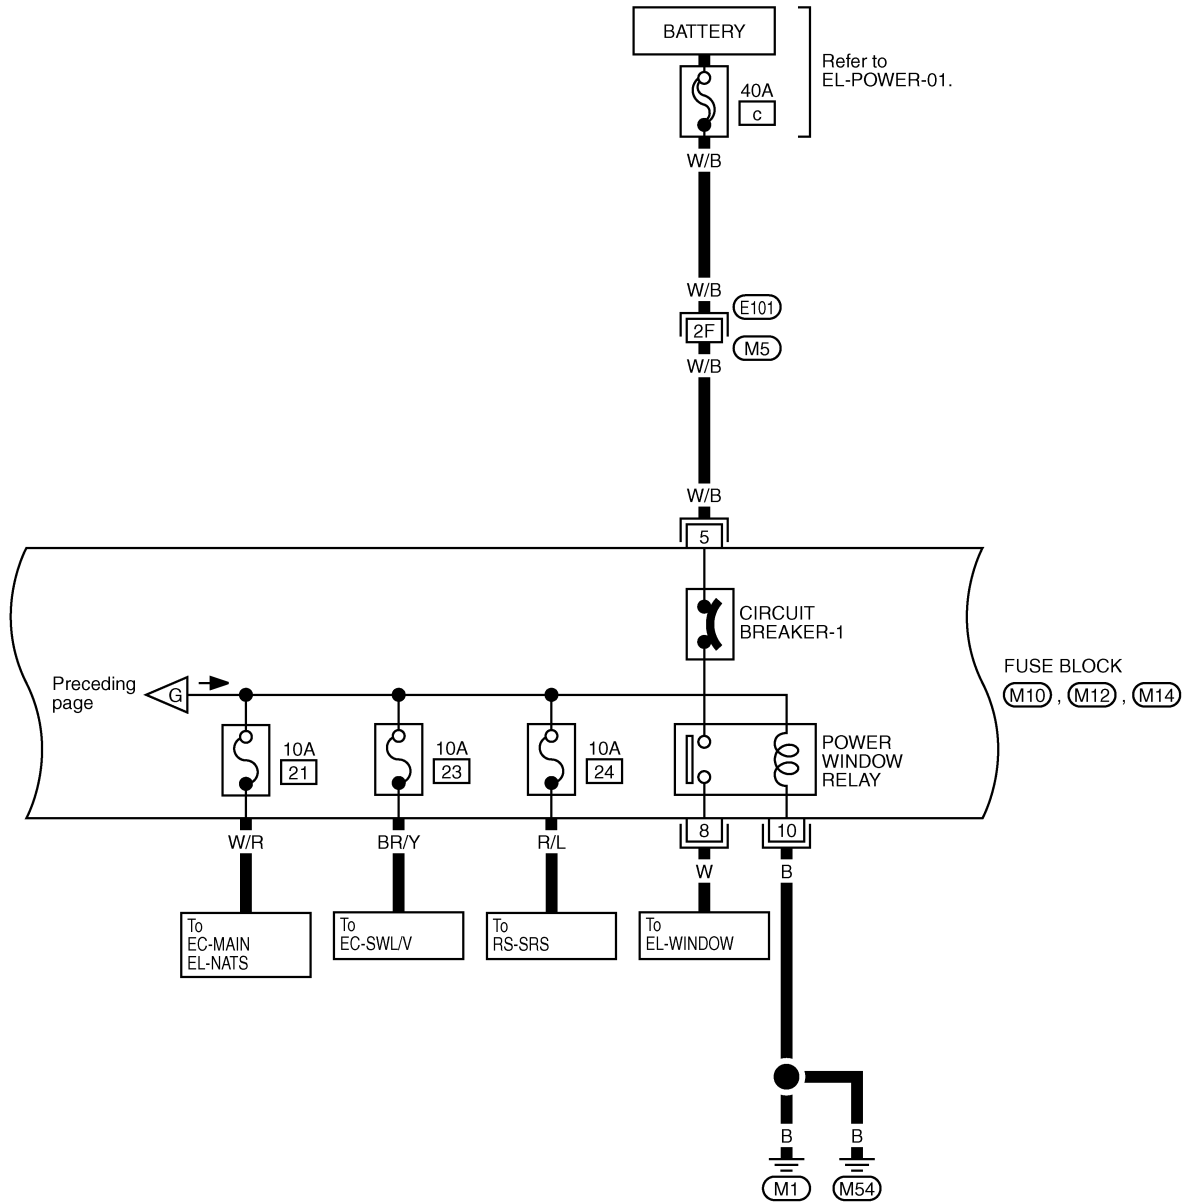 BATTERY
Refer to
EL-POWER-01.
40A
c
W/B
W/B
E101
2F
M5
W/B
W/B
5
CIRCUIT
BREAKER-1
FUSE BLOCK
M10 , M12 , M14
Preceding
page
G
10A
21
10A
23
10A
24
POWER
WINDOW
RELAY
8
10
W/R
BR/Y
R/L
W
B
To
EC-MAIN
EL-NATS
To
EC-SWL/V
To
RS-SRS
To
EL-WINDOW
B
B
M1
M54